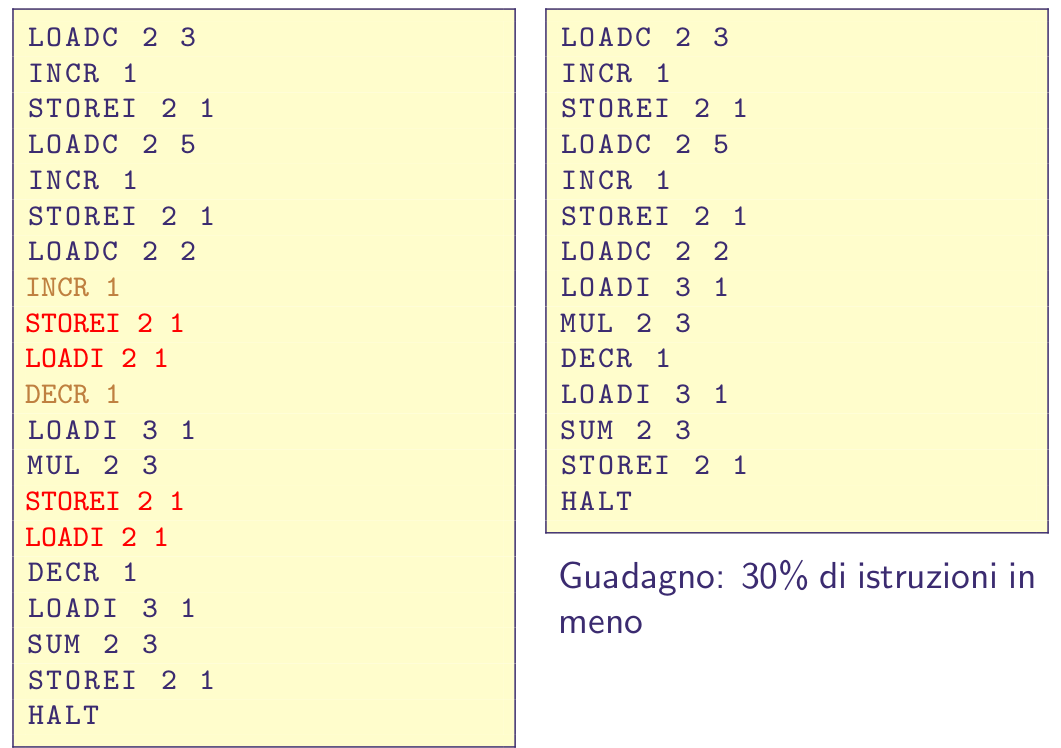 LOADC 2 3
INCR 1
STOREI 2 1
LOADC 2 5
INCR 1
STOREI 2 1
LOADC 2 2
INCR 1
STOREI 2 1
LOADI 2 1
DECR 1
LOADI 3 1
MUL 2 3
STOREI 2 1
LOADI 2 1
DECR 1
LOADI 3 1
SUM 2 3
STOREI 2 1
HALT
LOADC 2 3
INCR 1
STOREI 2 1
LOADC 2 5
INCR 1
STOREI 2 1
LOADC 2 2
LOADI 3 1
MUL 2 3
DECR 1
LOADI 3 1
SUM 2 3
STOREI 2 1
HALT
Guadagno: 30% di istruzioni in
meno